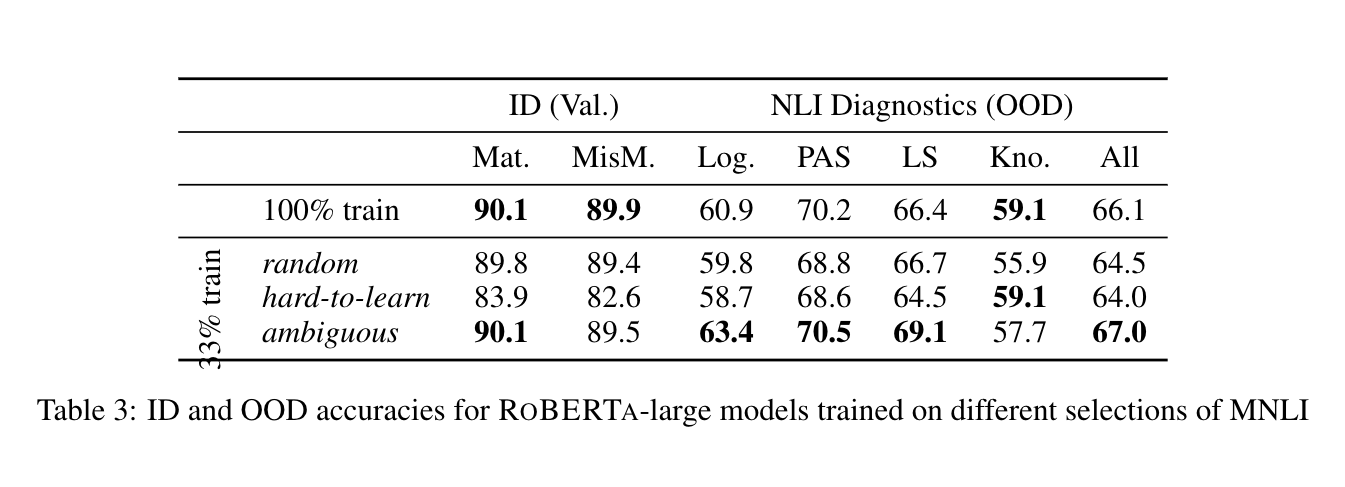 ID (Val.) NLI Diagnostics (OOD)
Mat. MisM. Log. PAS LS Kno. All
100% train 90.1 89.9 60.9 70.2 66.4 59.1 66.1
33% train
random 89.8 89.4 59.8 68.8 66.7 55.9 64.5
hard-to-learn 83.9 82.6 58.7 68.6 64.5 59.1 64.0
ambiguous 90.1 89.5 63.4 70.5 69.1 57.7 67.0
Table 3: ID and OOD accuracies for ROBERTA-large models trained on different selections of MNLI